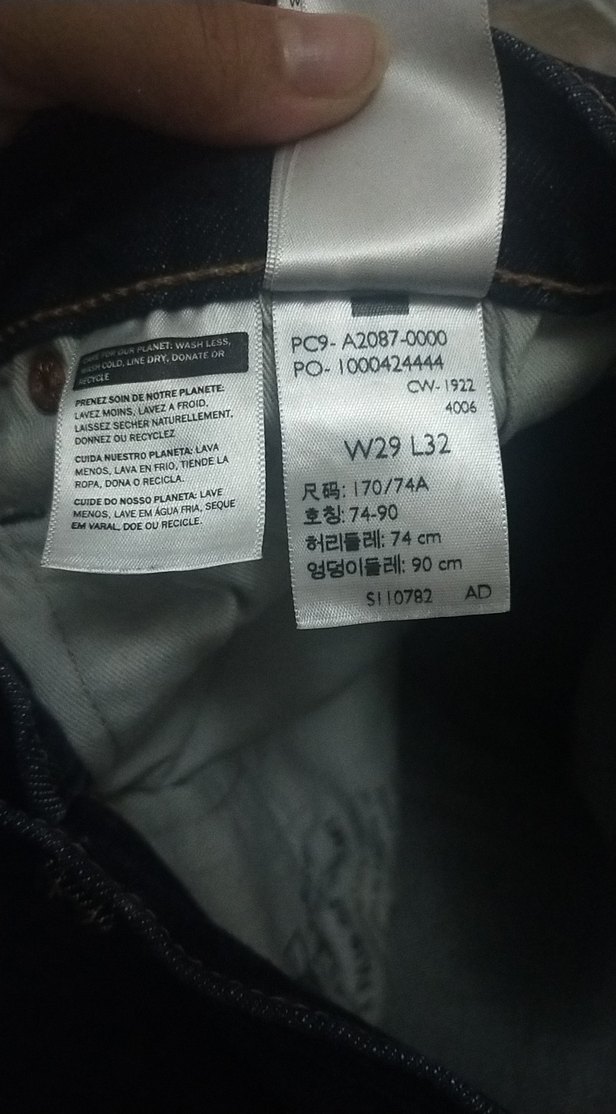 CARE FOR OUR PLANET: WASH LESS,
WASH COLD, LINE DRY, DONATE OR
RECYCLE
PRENEZ SOIN DE NOTRE PLANETE:
LAVEZ MOINS, LAVEZ A FROID,
LAISSEZ SECHER NATURELLEMENT,
DONNEZ OU RECYCLEZ
CUIDA NUESTRO PLANETA: LAVA
MENOS, LAVA EN FRIO, TIENDE LA
ROPA, DONA O RECICLA.
CUIDE DO NOSSO PLANETA: LAVE
MENOS, LAVE EM ÁGUA FRIA, SEQUE
EM VARAL, DOE OU RECICLE.
PC9- A2087-0000
PO- 1000424444
CW- 1922
4006
W29 L32
尺码: 170/74A
호칭: 74-90
허리둘레: 74 cm
엉덩이둘레: 90 cm
S110782 AD